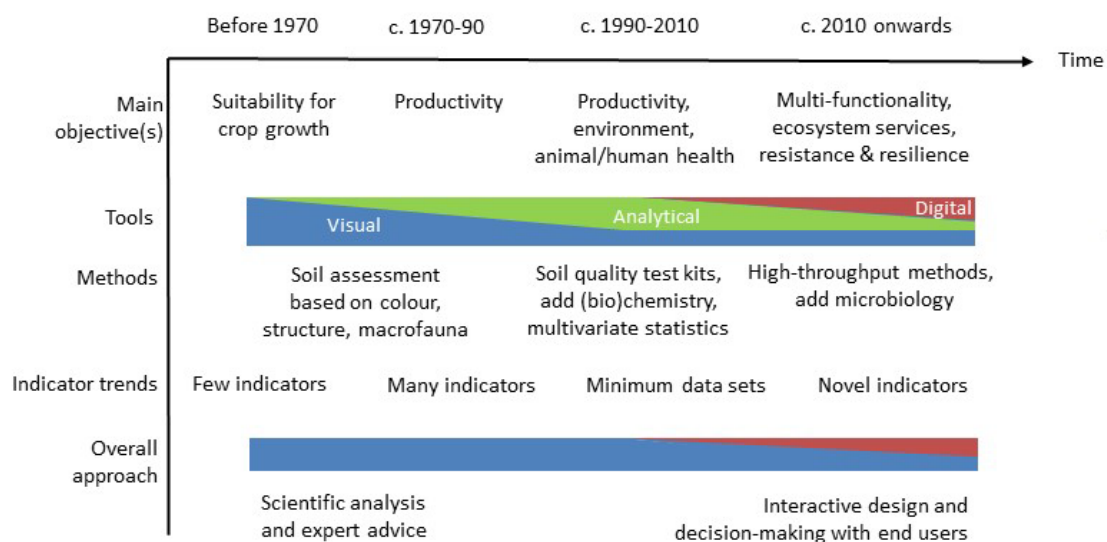 Before 1970
c. 1970-90
c. 1990-2010
c. 2010 onwards
Time
Main
objective(s)
Suitability for
crop growth
Productivity
Productivity,
environment,
animal/human health
Multi-functionality,
ecosystem services,
resistance & resilience
Tools
Visual
Analytical
Digital
Methods
Soil assessment
based on colour,
structure, macrofauna
Soil quality test kits,
add (bio)chemistry,
multivariate statistics
High-throughput methods,
add microbiology
Indicator trends
Few indicators
Many indicators
Minimum data sets
Novel indicators
Overall
approach
Scientific analysis
and expert advice
Interactive design and
decision-making with end users